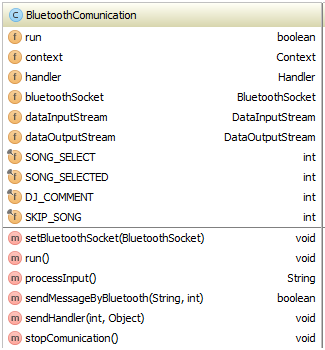 C BluetoothComunication
f run boolean
f context Context
f handler Handler
f bluetoothSocket BluetoothSocket
f dataInputStream DataInputStream
f dataOutputStream DataOutputStream
f SONG_SELECT int
f SONG_SELECTED int
f DJ_COMMENT int
f SKIP_SONG int
m setBluetoothSocket(BluetoothSocket) void
m run() void
m processInput() String
m sendMessageByBluetooth(String, int) boolean
m sendHandler(int, Object) void
m stopComunication() void